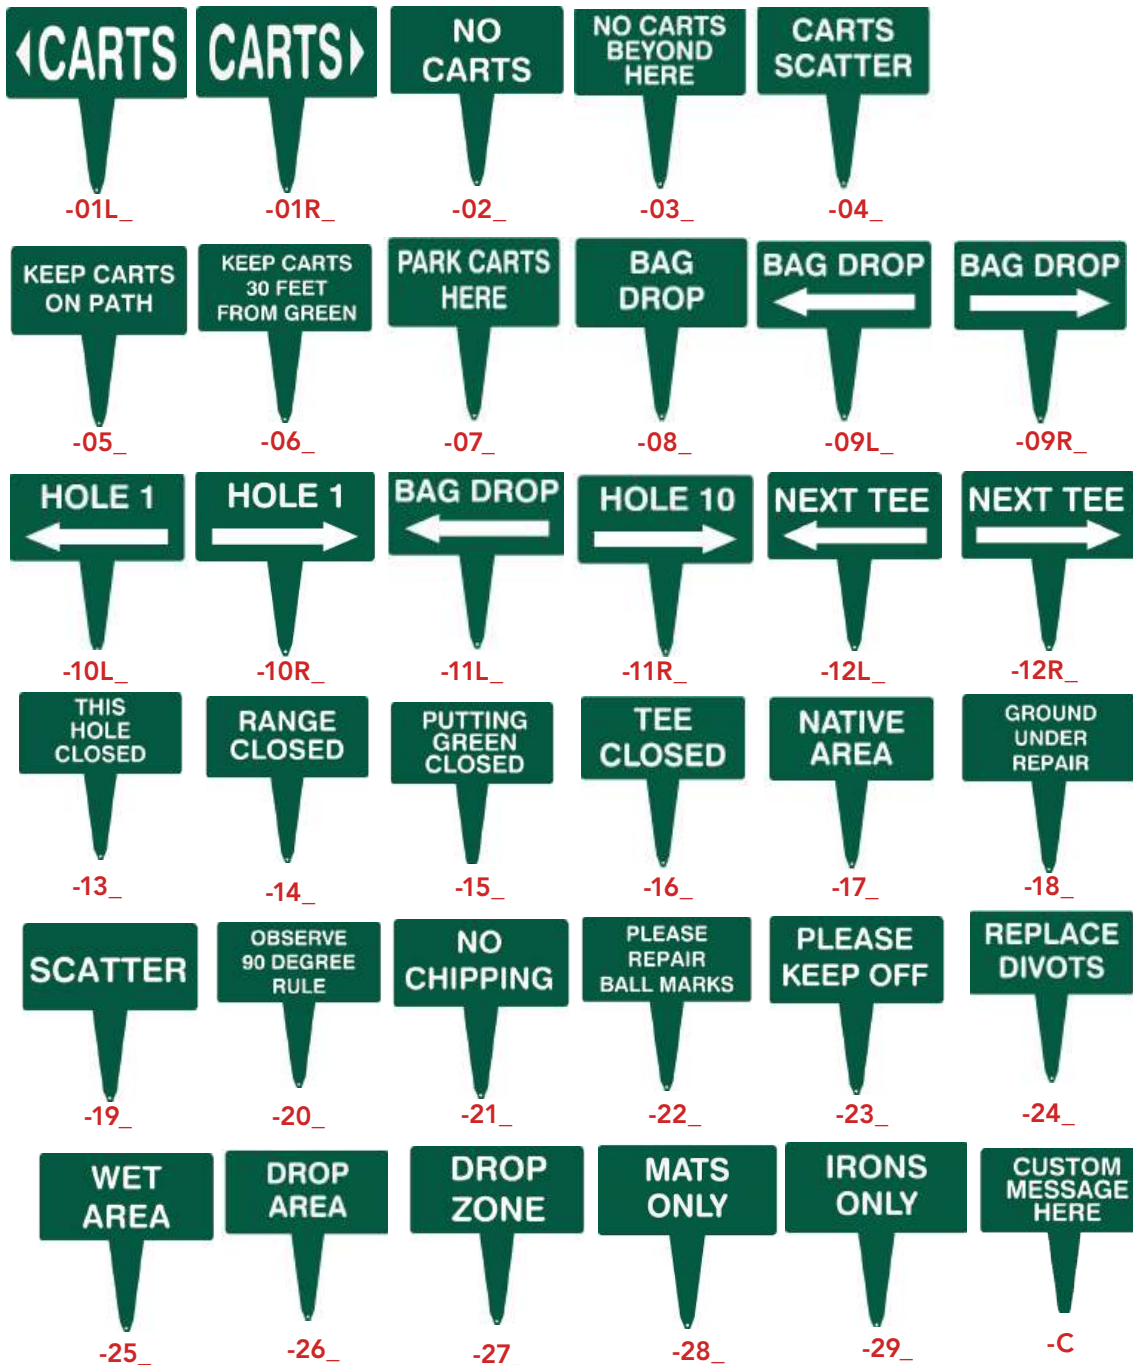 CARTS
CARTS
NO
CARTS
NO CARTS
BEYOND
HERE
CARTS
SCATTER
-01L_
-01R_
-02_
-03_
-04_
KEEP CARTS
ON PATH
KEEP CARTS
30 FEET
FROM GREEN
PARK CARTS
HERE
BAG
DROP
BAG DROP
BAG DROP
-05_
-06_
-07_
-08_
-09L_
-09R_
HOLE 1
HOLE 1
BAG DROP
HOLE 10
NEXT TEE
NEXT TEE
-10L_
-10R_
-11L_
-11R_
-12L_
-12R_
THIS
HOLE
CLOSED
RANGE
CLOSED
PUTTING
GREEN
CLOSED
TEE
CLOSED
NATIVE
AREA
GROUND
UNDER
REPAIR
-13_
-14_
-15_
-16_
-17_
-18_
SCATTER
OBSERVE
90 DEGREE
RULE
NO
CHIPPING
PLEASE
REPAIR
BALL MARKS
PLEASE
KEEP OFF
REPLACE
DIVOTS
-19_
-20_
-21_
-22_
-23_
-24_
WET
AREA
DROP
AREA
DROP
ZONE
MATS
ONLY
IRONS
ONLY
CUSTOM
MESSAGE
HERE
-25_
-26_
-27_
-28_
-29_
-C